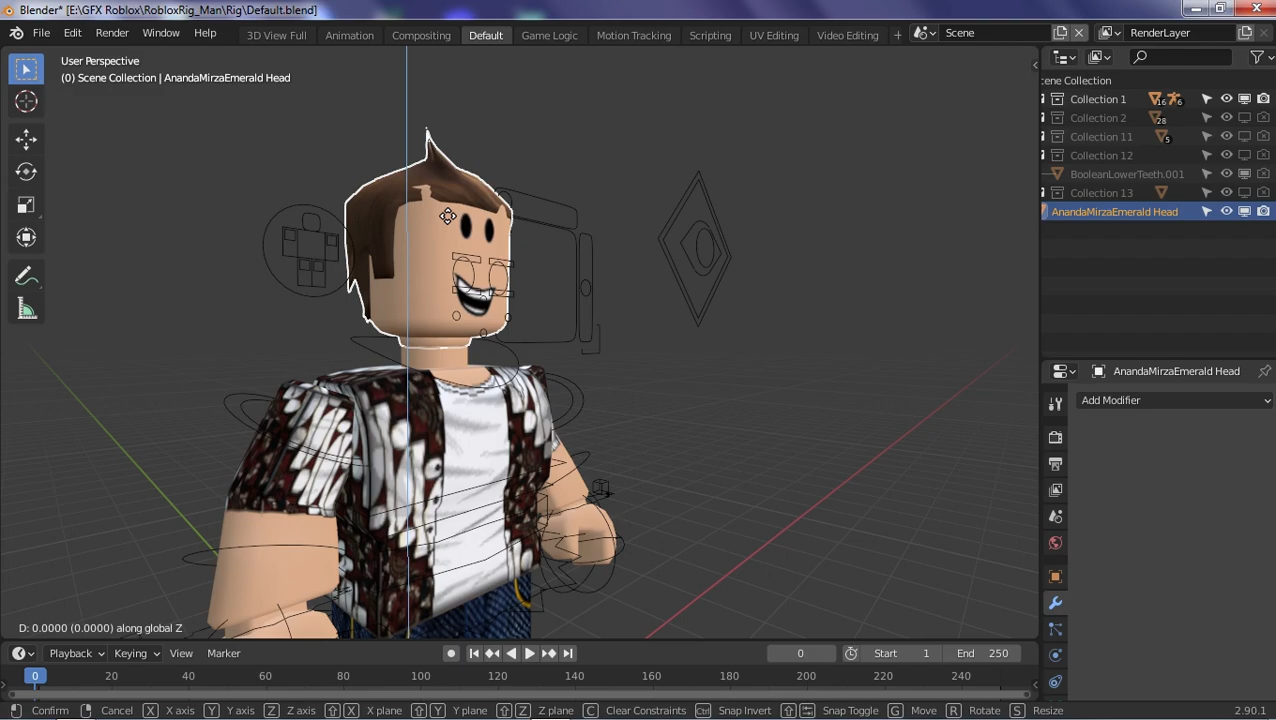 Blender* [E:\GFX Roblox\RobloxRig_Man\Rig\Default.blend]
File Edit Render Window Help 3D View Full Animation Compositing Default Game Logic Motion Tracking Scripting UV Editing Video Editing + Scene RenderLayer
User Perspective
(0) Scene Collection | AnandaMirzaEmerald Head
cene Collection
Collection 1 16 6
Collection 2 28
Collection 11 5
Collection 12
BooleanLowerTeeth.001
Collection 13
AnandaMirzaEmerald Head
AnandaMirzaEmerald Head
Add Modifier
D: 0.0000 (0.0000) along global Z
Playback Keying View Marker 0 Start 1 End 250
0 20 40 60 80 100 120 140 160 180 200 220 240
Confirm Cancel X X axis Y Y axis Z Z axis X X plane Y Y plane Z Z plane C Clear Constraints Ctrl Snap Invert Snap Toggle G Move R Rotate S Resize 2.90.1